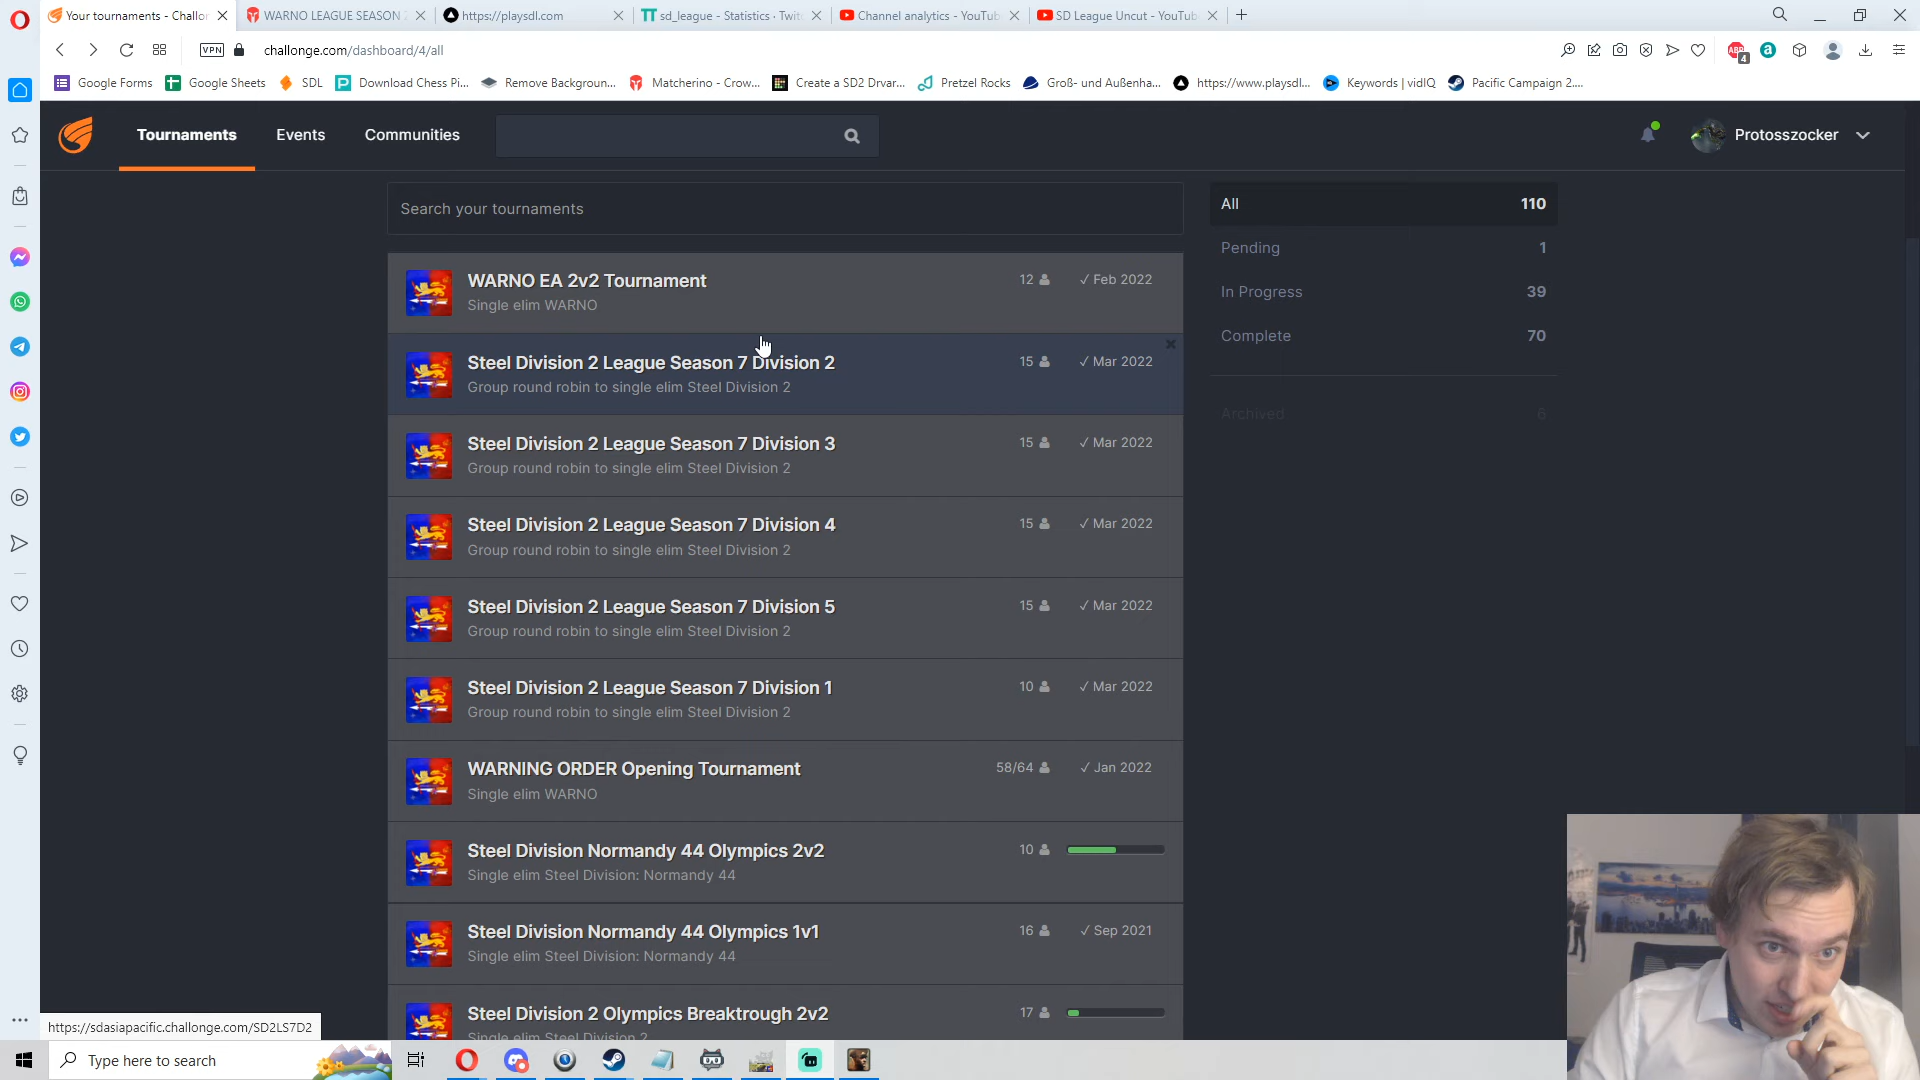 Your tournaments - Challon
WARNO LEAGUE SEASON 2
https://playsdl.com
sd_league - Statistics · Twit
Channel analytics - YouTub
SD League Uncut - YouTub
VPN
challonge.com/dashboard/4/all
ABP
4
Google Forms
Google Sheets
SDL
Download Chess Pi...
Remove Backgroun...
Matcherino - Crow...
Create a SD2 Drvar...
Pretzel Rocks
Groß- und Außenha...
https://www.playsdl...
Keywords | vidIQ
Pacific Campaign 2....
Tournaments
Events
Communities
Protosszocker
Search your tournaments
All 110
Pending 1
In Progress 39
Complete 70
Archived 6
WARNO EA 2v2 Tournament 12 ✓ Feb 2022
Single elim WARNO
Steel Division 2 League Season 7 Division 2 15 ✓ Mar 2022
Group round robin to single elim Steel Division 2
Steel Division 2 League Season 7 Division 3 15 ✓ Mar 2022
Group round robin to single elim Steel Division 2
Steel Division 2 League Season 7 Division 4 15 ✓ Mar 2022
Group round robin to single elim Steel Division 2
Steel Division 2 League Season 7 Division 5 15 ✓ Mar 2022
Group round robin to single elim Steel Division 2
Steel Division 2 League Season 7 Division 1 10 ✓ Mar 2022
Group round robin to single elim Steel Division 2
WARNING ORDER Opening Tournament 58/64 ✓ Jan 2022
Single elim WARNO
Steel Division Normandy 44 Olympics 2v2 10
Single elim Steel Division: Normandy 44
Steel Division Normandy 44 Olympics 1v1 16 ✓ Sep 2021
Single elim Steel Division: Normandy 44
Steel Division 2 Olympics Breaktrough 2v2 17
Single elim Steel Division 2
https://sdasiapacific.challonge.com/SD2LS7D2
Type here to search